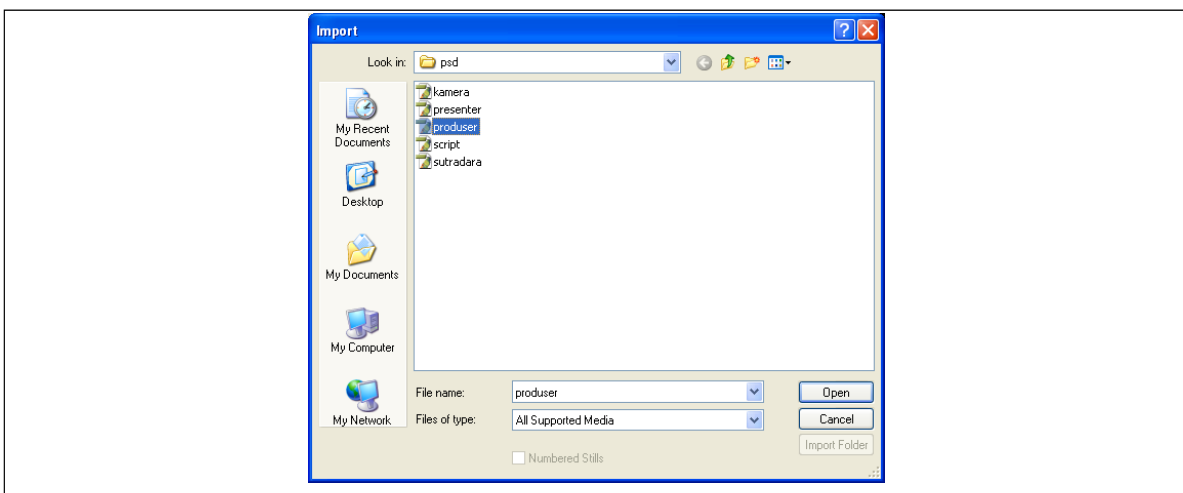 Import
Look in: psd
kamera
presenter
produser
script
sutradara
My Recent
Documents
Desktop
My Documents
My Computer
My Network
File name: produser Open
Files of type: All Supported Media Cancel
Import Folder
Numbered Stills